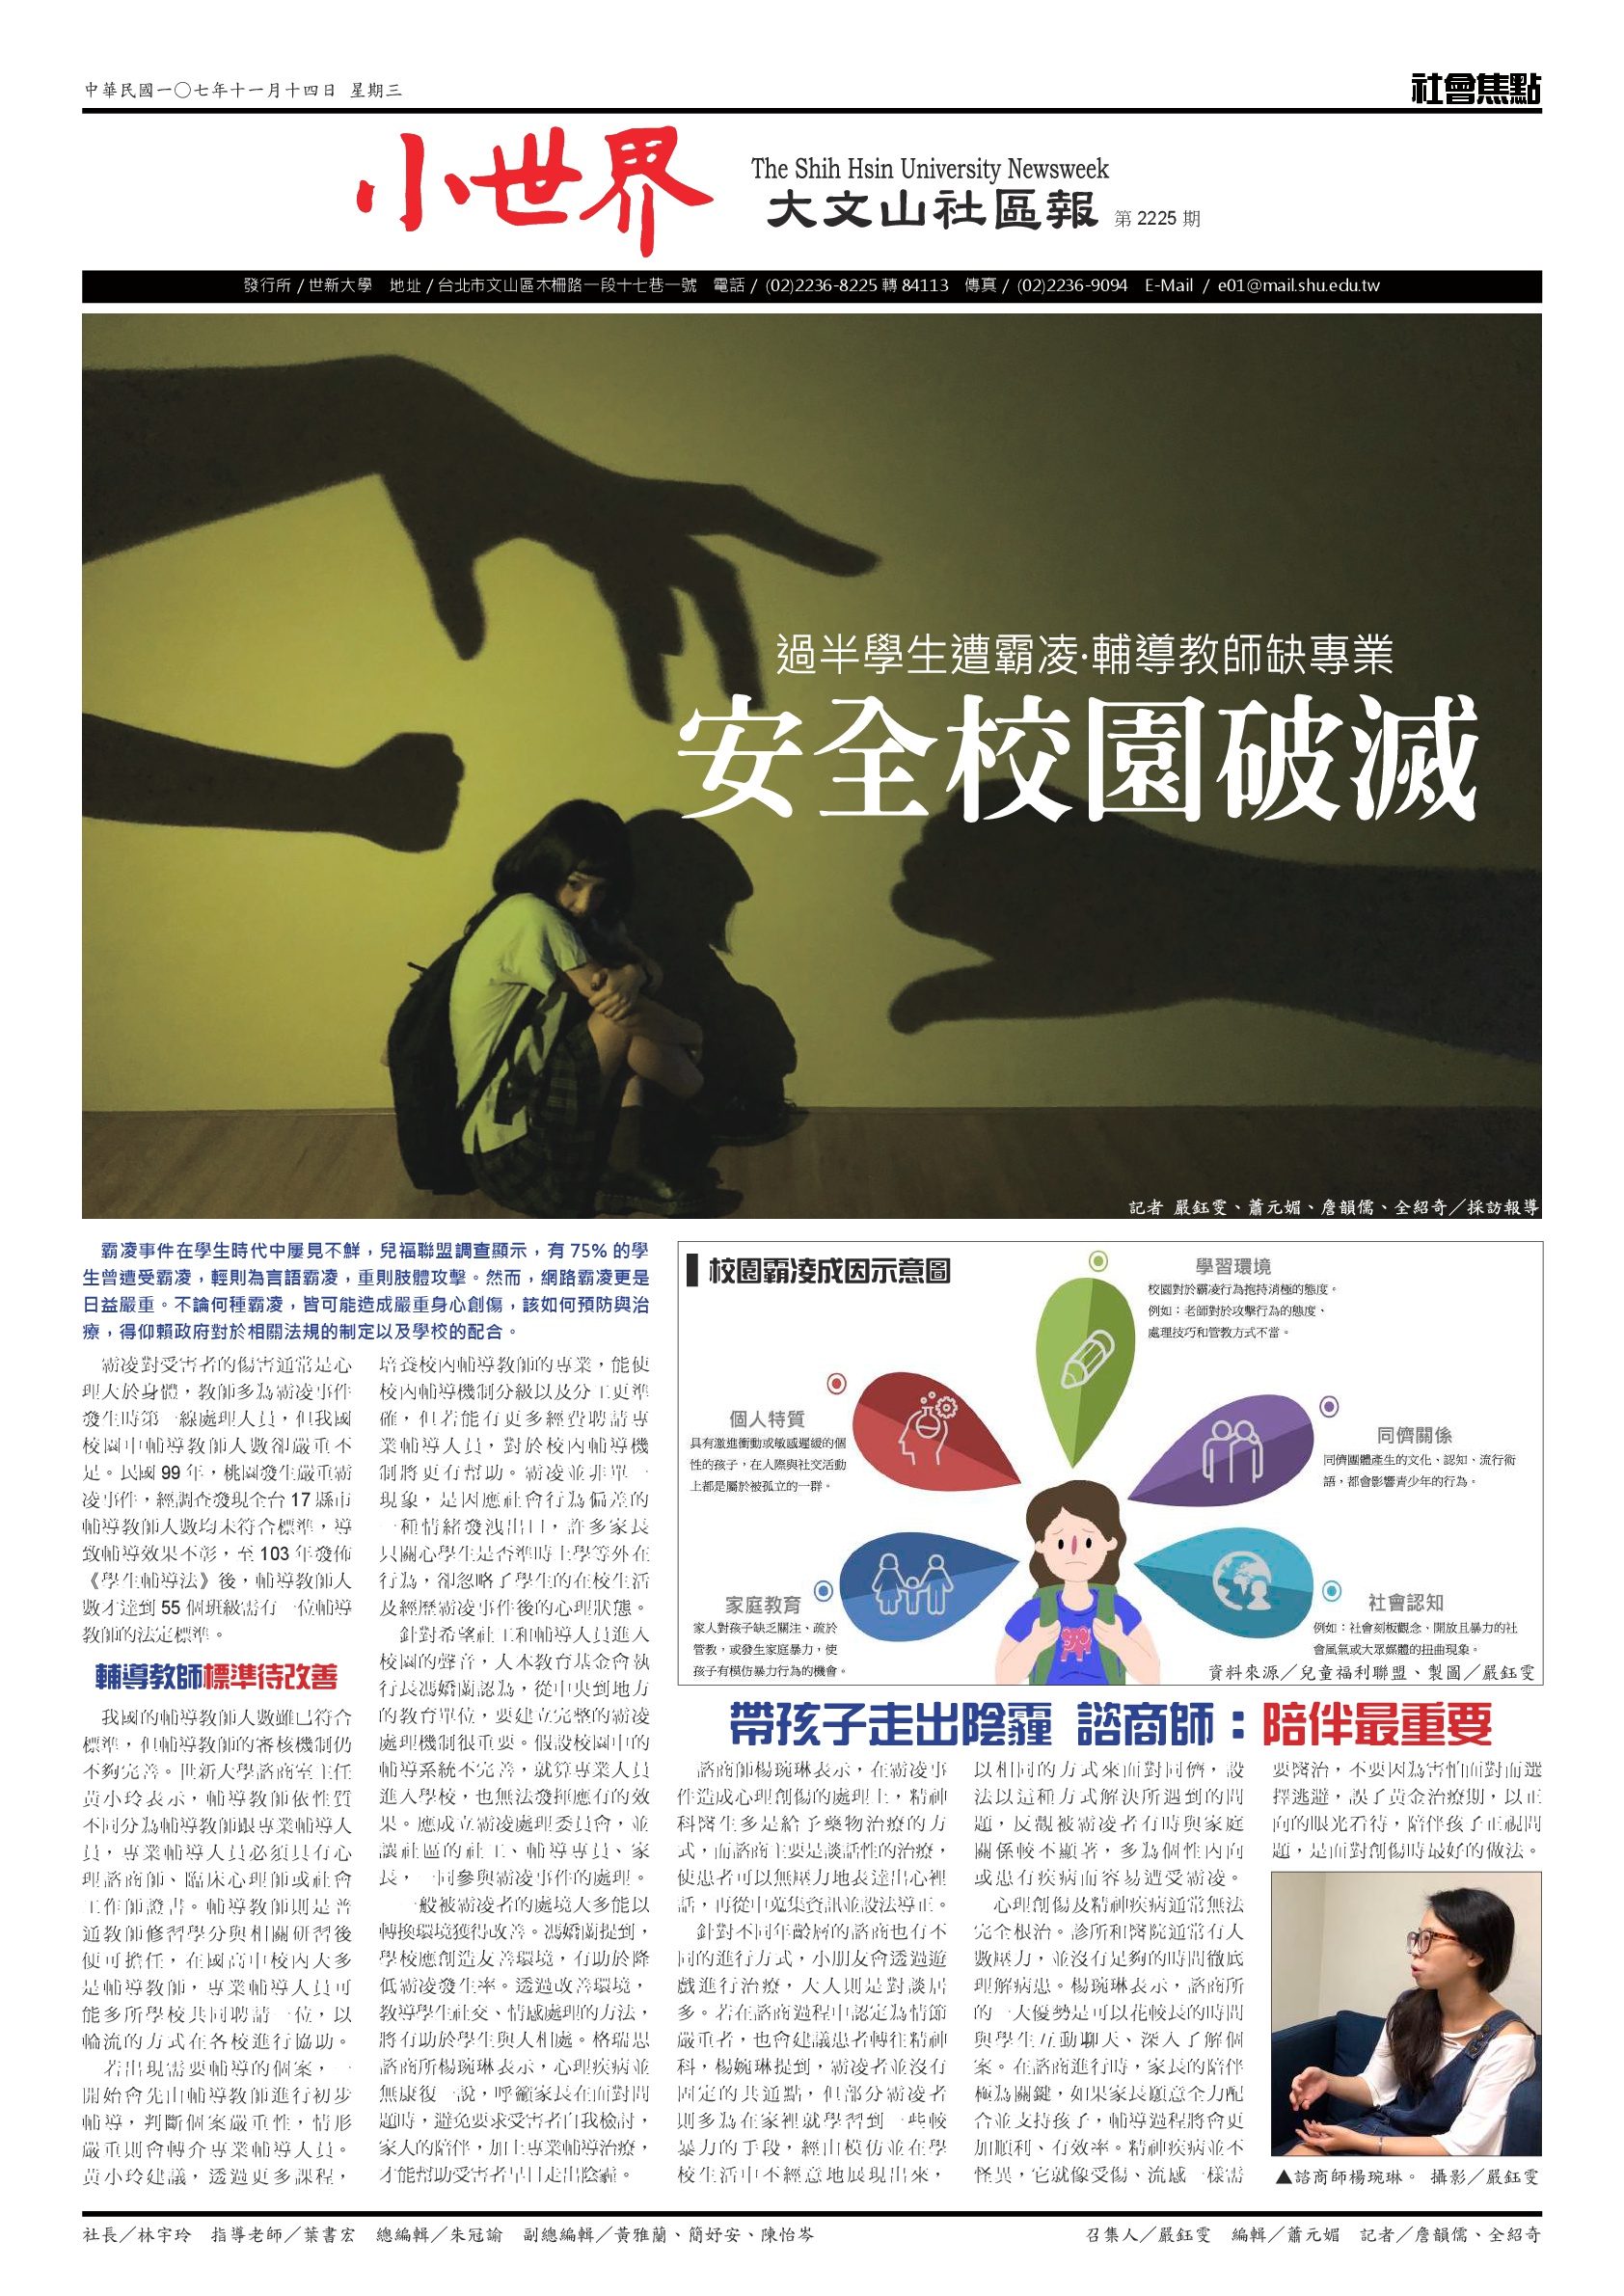 中華民國一〇七年十一月十四日 星期三
社會焦點
小世界
The Shih Hsin University Newsweek
大文山社區報 第 2225 期
發行所 / 世新大學 地址 / 台北市文山區木柵路一段十七巷一號 電話 / (02)2236-8225 轉 84113 傳真 / (02)2236-9094 E-Mail / e01@mail.shu.edu.tw
過半學生遭霸凌·輔導教師缺專業
安全校園破滅
記者 嚴鈺雯、蕭元媚、詹韻儒、全紹奇／採訪報導
霸凌事件在學生時代中屢見不鮮，兒福聯盟調查顯示，有 75% 的學
生曾遭受霸凌，輕則為言語霸凌，重則肢體攻擊。然而，網路霸凌更是
日益嚴重。不論何種霸凌，皆可能造成嚴重身心創傷，該如何預防與治
療，得仰賴政府對於相關法規的制定以及學校的配合。
霸凌對受害者的傷害通常是心
理大於身體，教師多為霸凌事件
發生時第一線處理人員，但我國
校園中輔導教師人數卻嚴重不
足。民國 99 年，桃園發生嚴重霸
凌事件，經調查發現全台 17 縣市
輔導教師人數均未符合標準，導
致輔導效果不彰，至 103 年發佈
《學生輔導法》後，輔導教師人
數才達到 55 個班級需有一位輔導
教師的法定標準。
輔導教師標準待改善
我國的輔導教師人數雖已符合
標準，但輔導教師的審核機制仍
不夠完善。世新大學諮商室主任
黃小玲表示，輔導教師依性質
不同分為輔導教師跟專業輔導人
員，專業輔導人員必須具有心
理諮商師、臨床心理師或社會
工作師證書。輔導教師則是普
通教師修習學分與相關研習後
便可擔任，在國高中校內大多
是輔導教師，專業輔導人員可
能多所學校共同聘請一位，以
輪流的方式在各校進行協助。
若出現需要輔導的個案，一
開始會先由輔導教師進行初步
輔導，判斷個案嚴重性，情形
嚴重則會轉介專業輔導人員。
黃小玲建議，透過更多課程，
培養校內輔導教師的專業，能使
校內輔導機制分級以及分工更準
確，但若能有更多經費聘請專
業輔導人員，對於校內輔導機
制將更有幫助。霸凌並非單一
現象，是因應社會行為偏差的
一種情緒發洩出口，許多家長
只關心學生是否準時上學等外在
行為，卻忽略了學生的在校生活
及經歷霸凌事件後的心理狀態。
針對希望社工和輔導人員進入
校園的聲音，人本教育基金會執
行長馮嬌蘭認為，從中央到地方
的教育單位，要建立完整的霸凌
處理機制很重要。假設校園中的
輔導系統不完善，就算專業人員
進入學校，也無法發揮應有的效
果。應成立霸凌處理委員會，並
讓社區的社工、輔導專員、家
長，一同參與霸凌事件的處理。
一般被霸凌者的處境大多能以
轉換環境獲得改善。馮嬌蘭提到，
學校應創造友善環境，有助於降
低霸凌發生率。透過改善環境，
教導學生社交、情感處理的方法，
將有助於學生與人相處。格瑞思
諮商所楊琬琳表示，心理疾病並
無康復一說，呼籲家長在面對問
題時，避免要求受害者自我檢討，
家人的陪伴，加上專業輔導治療，
才能幫助受害者早日走出陰霾。
校園霸凌成因示意圖
學習環境
校園對於霸凌行為抱持消極的態度。
例如：老師對於攻擊行為的態度、
處理技巧和管教方式不當。
個人特質
具有激進衝動或敏感遲緩的個
性的孩子，在人際與社交活動
上都是屬於被孤立的一群。
同儕關係
同儕團體產生的文化、認知、流行術
語，都會影響青少年的行為。
家庭教育
家人對孩子缺乏關注、疏於
管教，或發生家庭暴力，使
孩子有模仿暴力行為的機會。
社會認知
例如：社會刻板觀念、開放且暴力的社
會風氣或大眾媒體的扭曲現象。
資料來源／兒童福利聯盟、製圖／嚴鈺雯
帶孩子走出陰霾 諮商師：陪伴最重要
諮商師楊琬琳表示，在霸凌事
件造成心理創傷的處理上，精神
科醫生多是給予藥物治療的方
式，而諮商主要是談話性的治療，
使患者可以無壓力地表達出心裡
話，再從中蒐集資訊並設法導正。
針對不同年齡層的諮商也有不
同的進行方式，小朋友會透過遊
戲進行治療，大人則是對談居
多。若在諮商過程中認定為情節
嚴重者，也會建議患者轉往精神
科，楊婉琳提到，霸凌者並沒有
固定的共通點，但部分霸凌者
則多為在家裡就學習到一些較
暴力的手段，經由模仿並在學
校生活中不經意地展現出來，
以相同的方式來面對同儕，設
法以這種方式解決所遇到的問
題，反觀被霸凌者有時與家庭
關係較不顯著，多為個性內向
或患有疾病而容易遭受霸凌。
心理創傷及精神疾病通常無法
完全根治。診所和醫院通常有人
數壓力，並沒有足夠的時間徹底
理解病患。楊琬琳表示，諮商所
的一大優勢是可以花較長的時間
與學生互動聊天、深入了解個
案。在諮商進行時，家長的陪伴
極為關鍵，如果家長願意全力配
合並支持孩子，輔導過程將會更
加順利、有效率。精神疾病並不
怪異，它就像受傷、流感一樣需
要醫治，不要因為害怕面對而選
擇逃避，誤了黃金治療期，以正
向的眼光看待，陪伴孩子正視問
題，是面對創傷時最好的做法。
▲諮商師楊琬琳。 攝影／嚴鈺雯
社長／林宇玲 指導老師／葉書宏 總編輯／朱冠諭 副總編輯／黃雅蘭、簡妤安、陳怡岑
召集人／嚴鈺雯 編輯／蕭元媚 記者／詹韻儒、全紹奇